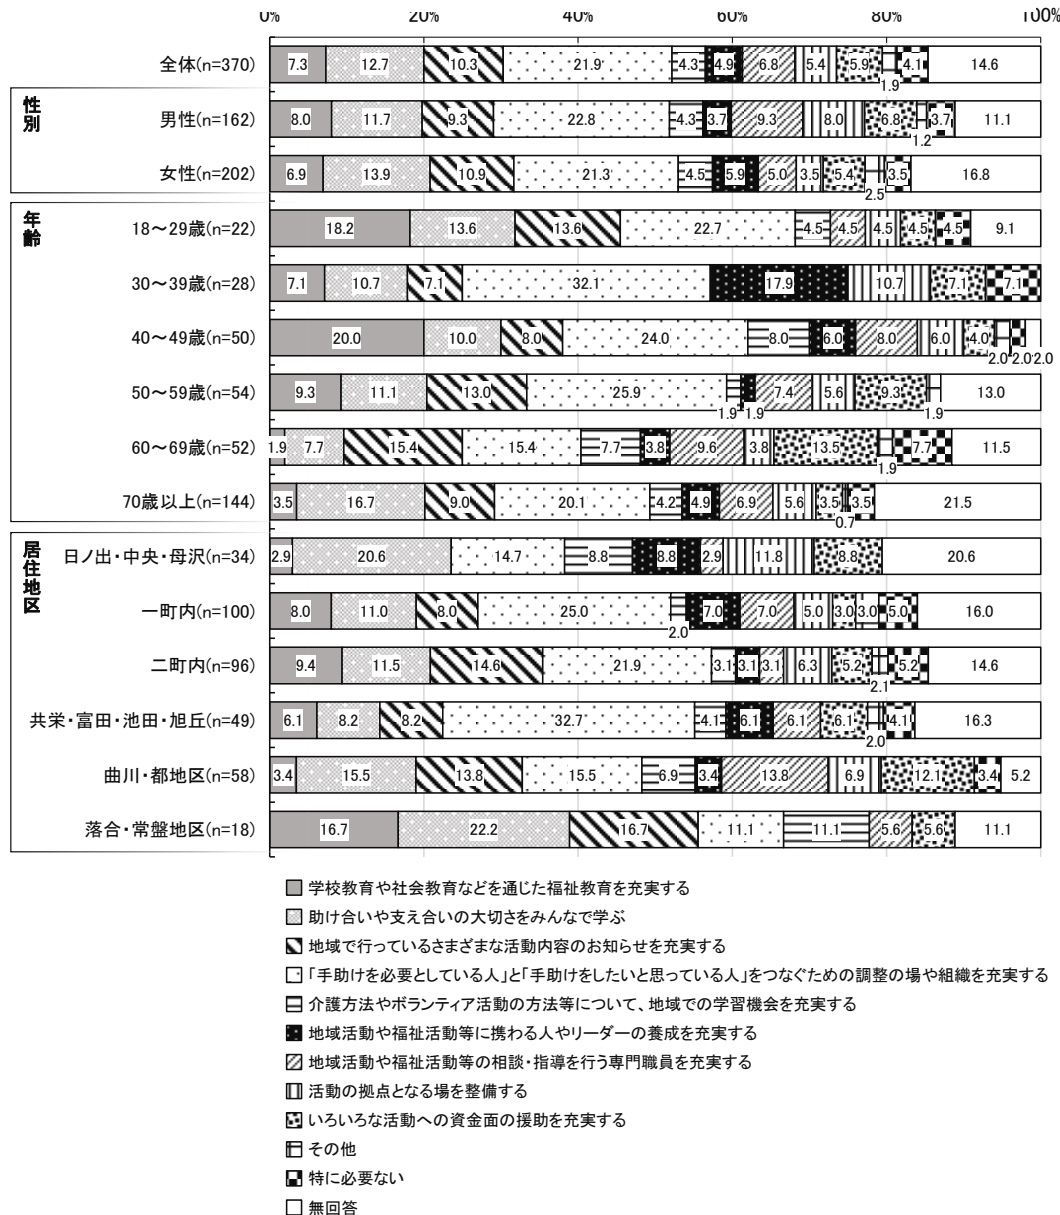 0% 20% 40% 60% 80% 100%
全体(n=370) 7.3 12.7 10.3 21.9 4.3 4.9 6.8 5.4 5.9 1.9 4.1 14.6
性別
男性(n=162) 8.0 11.7 9.3 22.8 4.3 3.7 9.3 8.0 6.8 1.2 3.7 11.1
女性(n=202) 6.9 13.9 10.9 21.3 4.5 5.9 5.0 3.5 5.4 2.5 3.5 16.8
年齢
18～29歳(n=22) 18.2 13.6 13.6 22.7 4.5 4.5 4.5 4.5 4.5 9.1
30～39歳(n=28) 7.1 10.7 7.1 32.1 17.9 10.7 7.1 7.1
40～49歳(n=50) 20.0 10.0 8.0 24.0 8.0 6.0 8.0 6.0 4.0 2.0 2.0 2.0
50～59歳(n=54) 9.3 11.1 13.0 25.9 1.9 1.9 7.4 5.6 9.3 1.9 13.0
60～69歳(n=52) 1.9 7.7 15.4 15.4 7.7 3.8 9.6 3.8 13.5 1.9 7.7 11.5
70歳以上(n=144) 3.5 16.7 9.0 20.1 4.2 4.9 6.9 5.6 3.5 0.7 3.5 21.5
居住地区
日ノ出・中央・母沢(n=34) 2.9 20.6 14.7 8.8 8.8 2.9 11.8 8.8 20.6
一町内(n=100) 8.0 11.0 8.0 25.0 2.0 7.0 7.0 5.0 3.0 3.0 5.0 16.0
二町内(n=96) 9.4 11.5 14.6 21.9 3.1 3.1 3.1 6.3 5.2 2.1 5.2 14.6
共栄・富田・池田・旭丘(n=49) 6.1 8.2 8.2 32.7 4.1 6.1 6.1 6.1 2.0 4.1 16.3
曲川・都地区(n=58) 3.4 15.5 13.8 15.5 6.9 3.4 13.8 6.9 12.1 3.4 5.2
落合・常盤地区(n=18) 16.7 22.2 16.7 11.1 11.1 5.6 5.6 11.1
学校教育や社会教育などを通じた福祉教育を充実する
助け合いや支え合いの大切さをみんなで学ぶ
地域で行っているさまざまな活動内容のお知らせを充実する
「手助けを必要としている人」と「手助けをしたいと思っている人」をつなぐための調整の場や組織を充実する
介護方法やボランティア活動の方法等について、地域での学習機会を充実する
地域活動や福祉活動等に携わる人やリーダーの養成を充実する
地域活動や福祉活動等の相談・指導を行う専門職員を充実する
活動の拠点となる場を整備する
いろいろな活動への資金面の援助を充実する
その他
特に必要ない
無回答